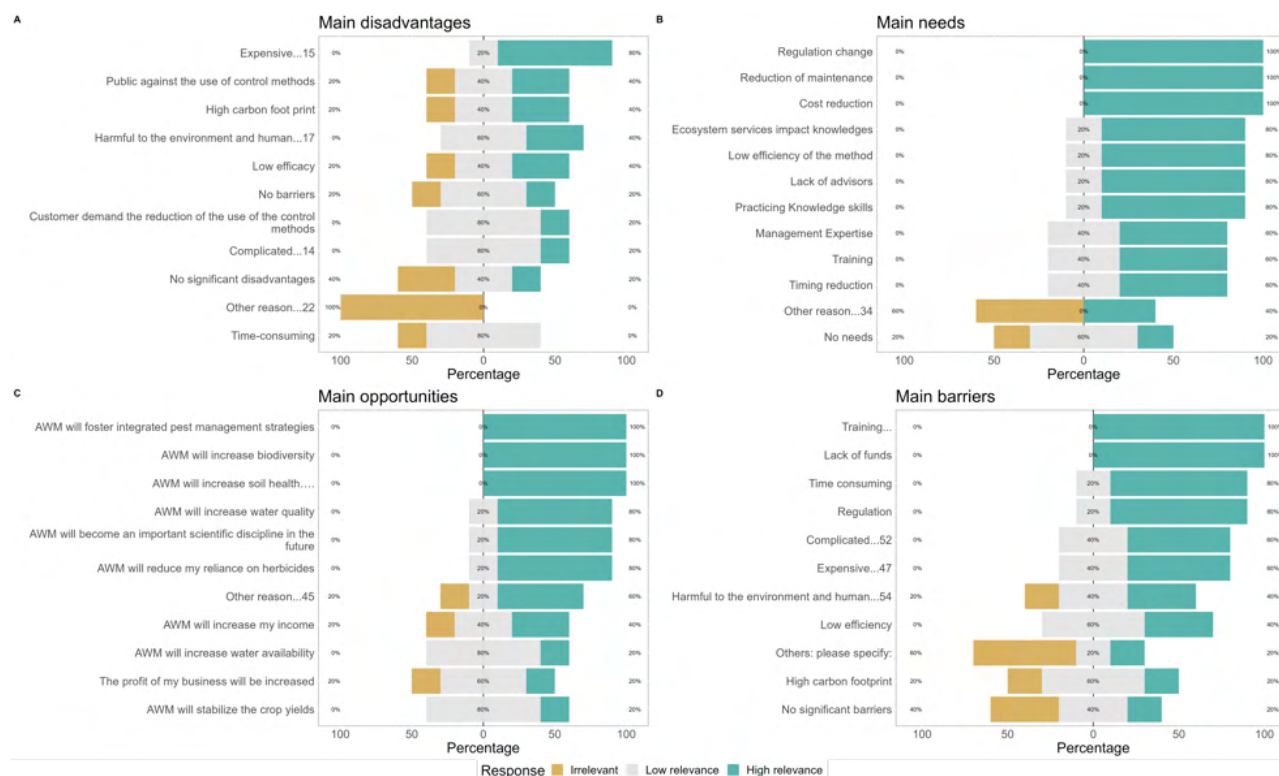 A
Main disadvantages
Expensive...15 0% 20% 80%
Public against the use of control methods 20% 40% 40%
High carbon foot print 20% 40% 40%
Harmful to the environment and human...17 0% 60% 40%
Low efficacy 20% 40% 40%
No barriers 20% 60% 20%
Customer demand the reduction of the use of the control
methods 0% 80% 20%
Complicated...14 0% 80% 20%
No significant disadvantages 40% 40% 20%
Other reason...22 100% 0% 0%
Time-consuming 20% 80% 0%
100 50 0 50 100
Percentage
B
Main needs
Regulation change 0% 0% 100%
Reduction of maintenance 0% 0% 100%
Cost reduction 0% 0% 100%
Ecosystem services impact knowledges 0% 20% 80%
Low efficiency of the method 0% 20% 80%
Lack of advisors 0% 20% 80%
Practicing Knowledge skills 0% 20% 80%
Management Expertise 0% 40% 60%
Training 0% 40% 60%
Timing reduction 0% 40% 60%
Other reason...34 60% 0% 40%
No needs 20% 60% 20%
100 50 0 50 100
Percentage
C
Main opportunities
AWM will foster integrated pest management strategies 0% 0% 100%
AWM will increase biodiversity 0% 0% 100%
AWM will increase soil health.... 0% 0% 100%
AWM will increase water quality 0% 20% 80%
AWM will become an important scientific discipline in the
future 0% 20% 80%
AWM will reduce my reliance on herbicides 0% 20% 80%
Other reason...45 20% 20% 60%
AWM will increase my income 20% 40% 40%
AWM will increase water availability 0% 80% 20%
The profit of my business will be increased 20% 60% 20%
AWM will stabilize the crop yields 0% 80% 20%
100 50 0 50 100
Percentage
D
Main barriers
Training... 0% 0% 100%
Lack of funds 0% 0% 100%
Time consuming 0% 20% 80%
Regulation 0% 20% 80%
Complicated...52 0% 40% 60%
Expensive...47 0% 40% 60%
Harmful to the environment and human...54 20% 40% 40%
Low efficiency 0% 60% 40%
Others: please specify: 60% 20% 20%
High carbon footprint 20% 60% 20%
No significant barriers 40% 40% 20%
100 50 0 50 100
Percentage
Response Irrelevant Low relevance High relevance